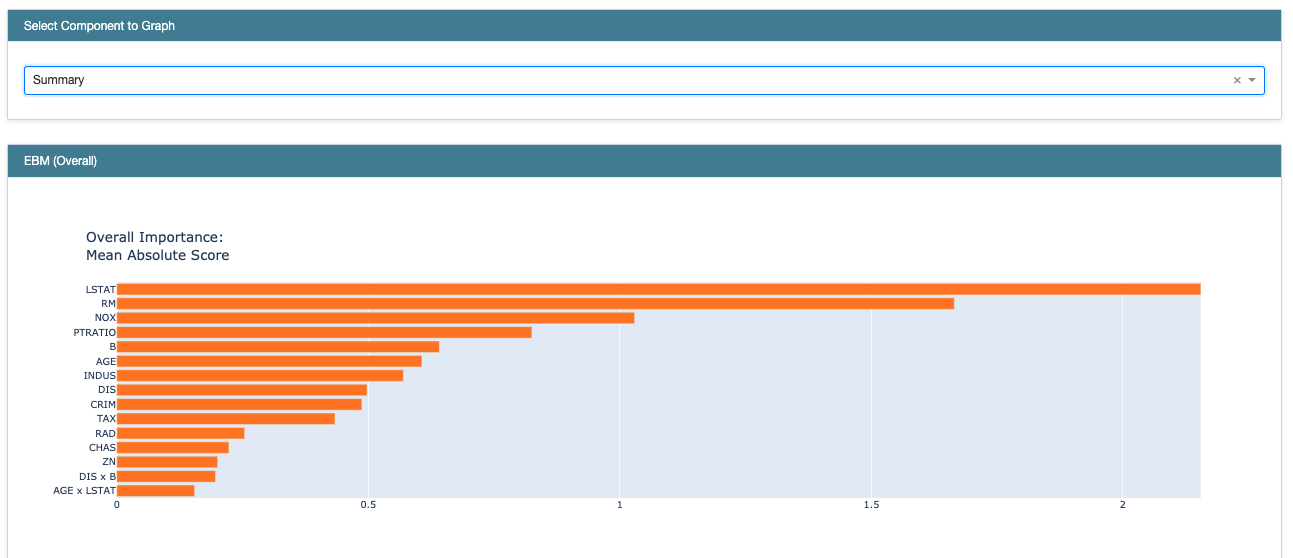 Select Component to Graph
Summary
EBM (Overall)
Overall Importance:
Mean Absolute Score
LSTAT
RM
NOX
PTRATIO
B
AGE
INDUS
DIS
CRIM
TAX
RAD
CHAS
ZN
DIS x B
AGE x LSTAT
0 0.5 1 1.5 2